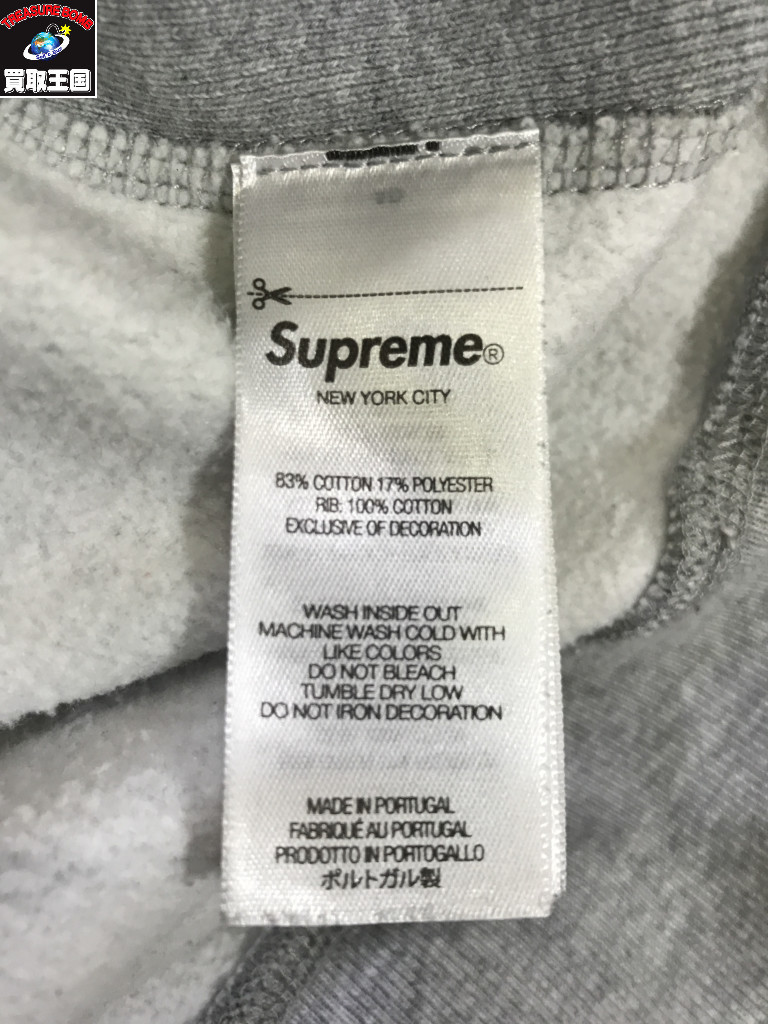 TREASURE BOMB
買取王国
Supreme®
NEW YORK CITY
83% COTTON 17% POLYESTER
RIB: 100% COTTON
EXCLUSIVE OF DECORATION
WASH INSIDE OUT
MACHINE WASH COLD WITH
LIKE COLORS
DO NOT BLEACH
TUMBLE DRY LOW
DO NOT IRON DECORATION
MADE IN PORTUGAL
FABRIQUÉ AU PORTUGAL
PRODOTTO IN PORTOGALLO
ポルトガル製